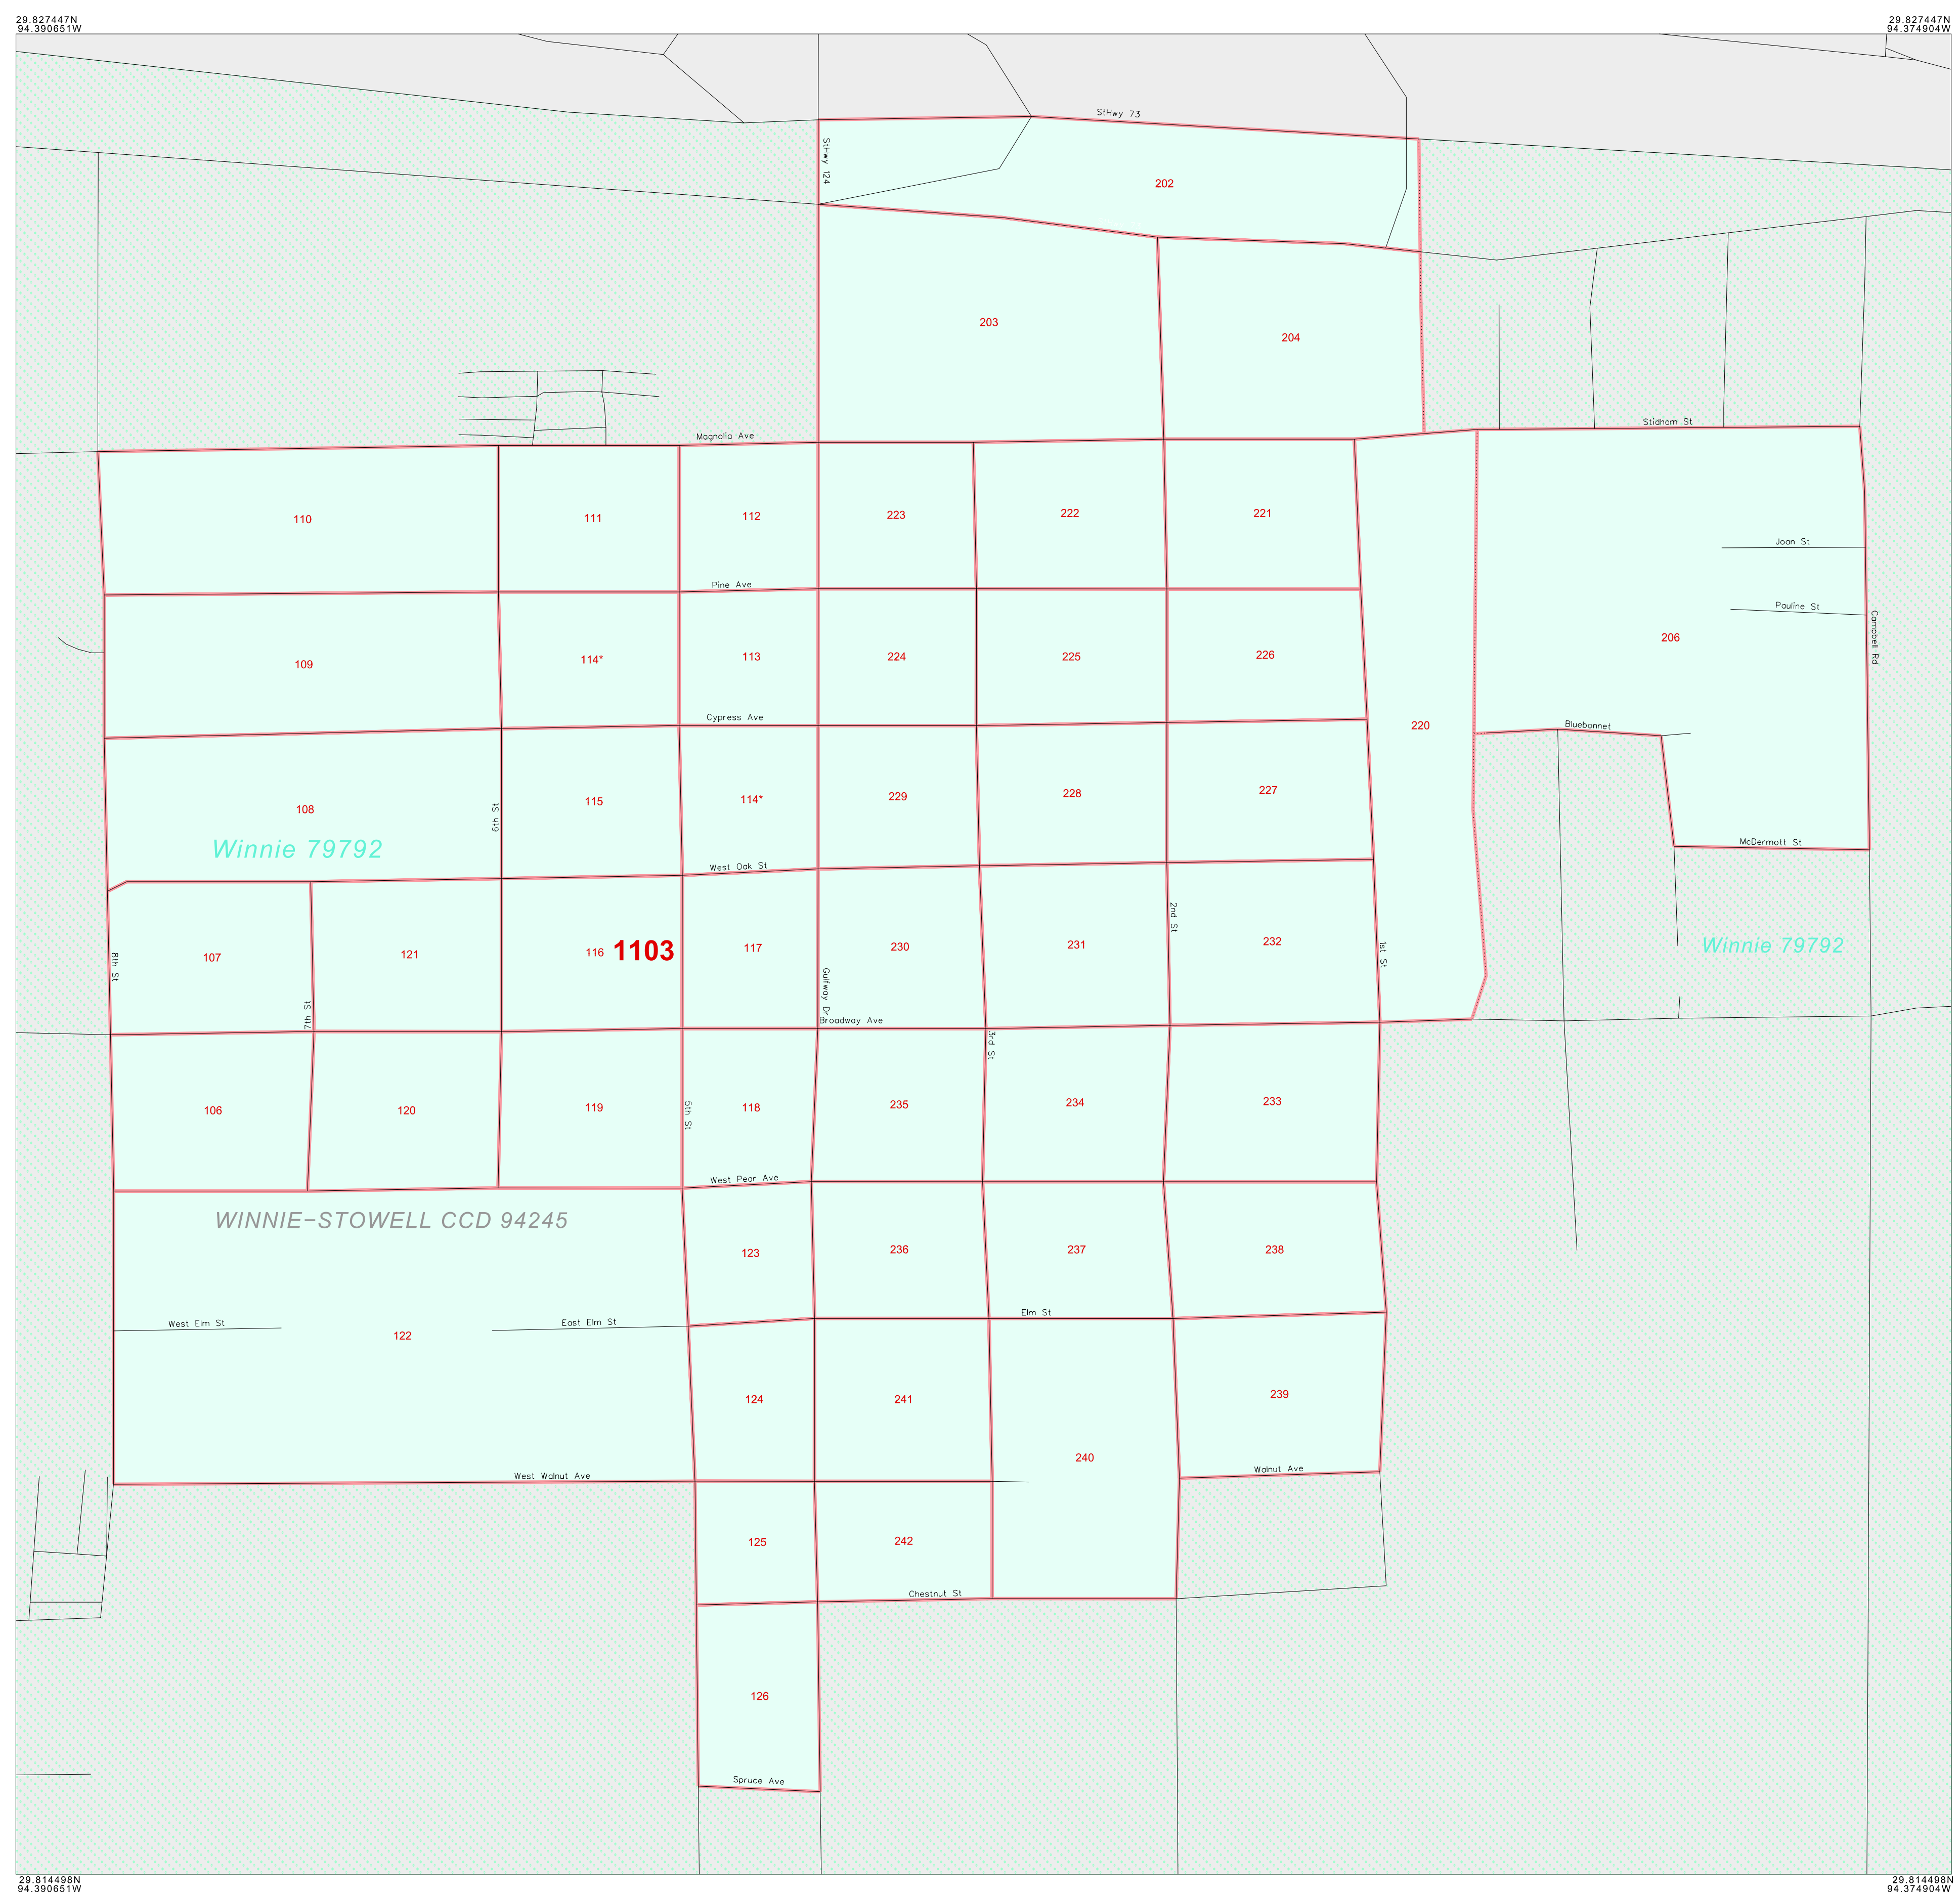 29.827447N
94.390651W
29.827447N
94.374904W
StHwy 73
StHwy 124
202
203
204
Magnolia Ave
Stidham St
110
111
112
223
222
221
Joan St
Pine Ave
Pauline St
Campbell Rd
206
109
114*
113
224
225
226
Cypress Ave
220
Bluebonnet
108
6th St
115
114*
229
228
227
Winnie 79792
McDermott St
West Oak St
2nd St
107
8th St
121
7th St
116
1103
117
Gulfway Dr
230
231
232
1st St
Winnie 79792
Broadway Ave
3rd St
106
120
119
5th St
118
235
234
233
West Pear Ave
WINNIE-STOWELL CCD 94245
123
236
237
238
West Elm St
East Elm St
Elm St
122
124
241
239
240
West Walnut Ave
Walnut Ave
125
242
Chestnut St
126
Spruce Ave
29.814498N
94.390651W
29.814498N
94.374904W